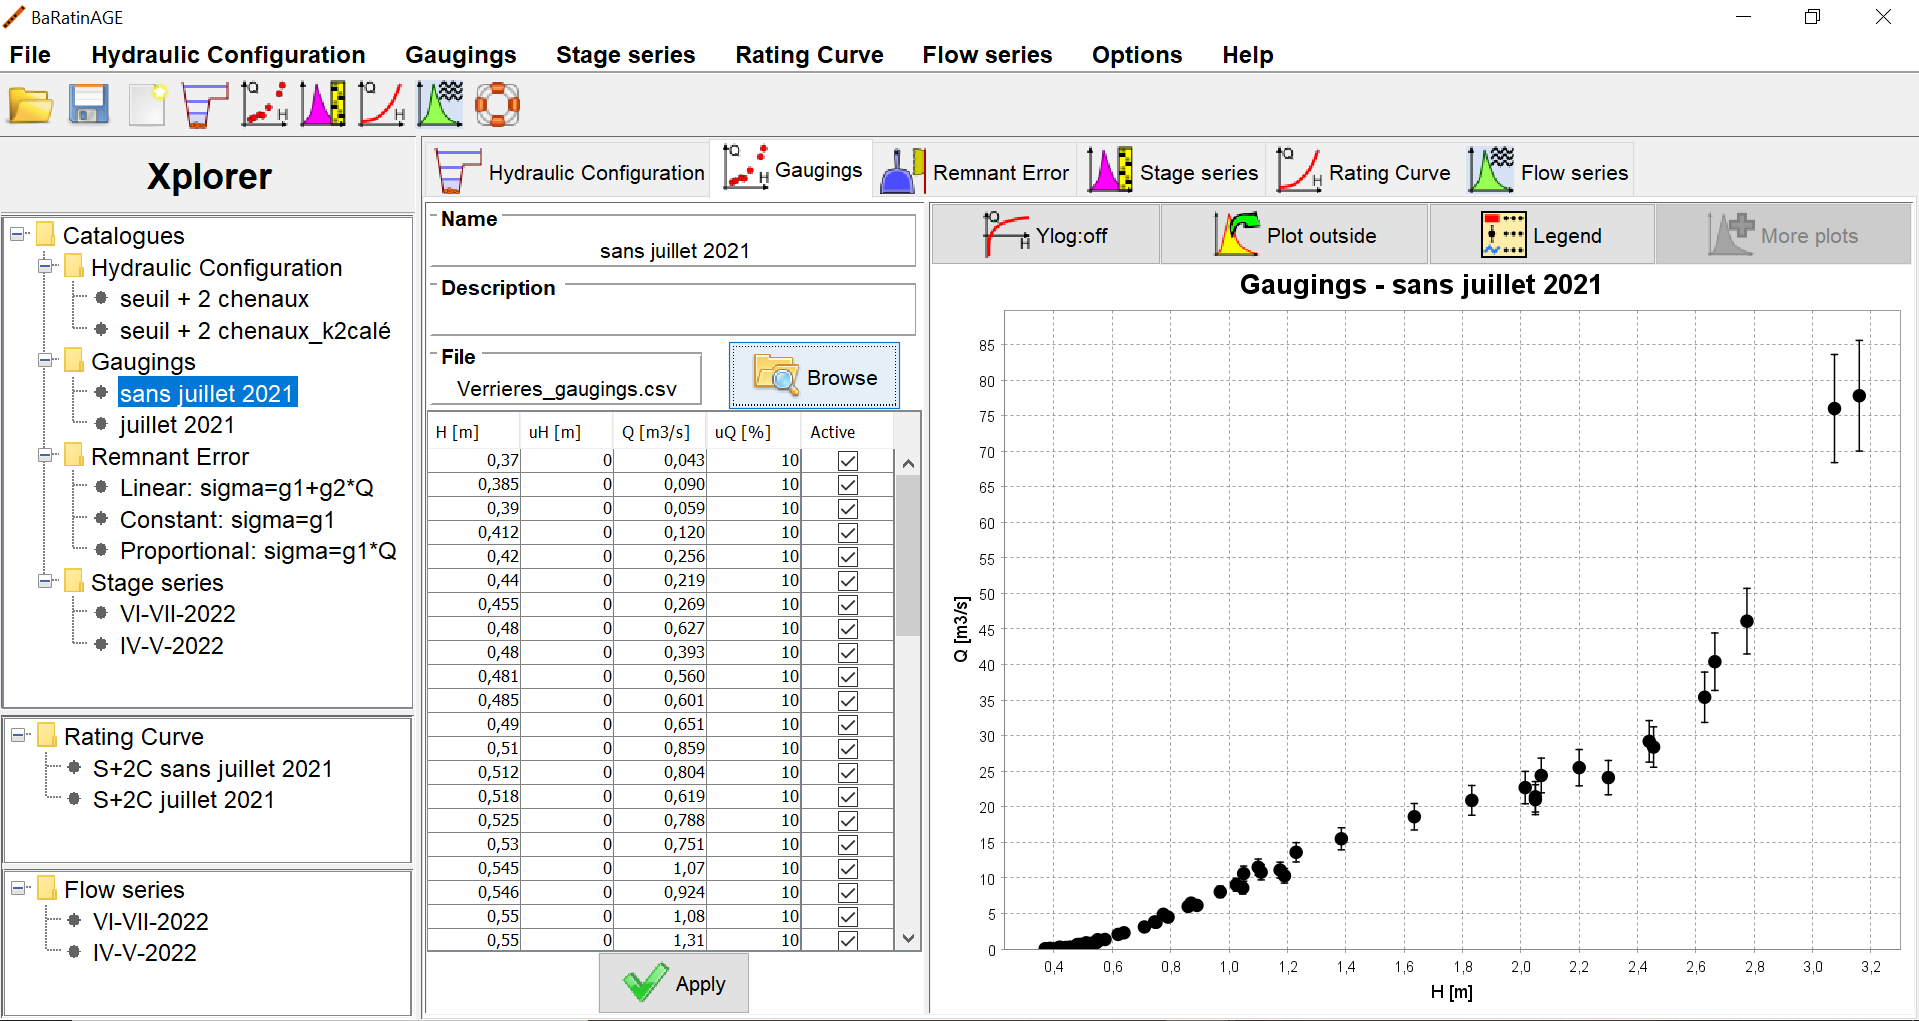 BaRatinAGE
File Hydraulic Configuration Gaugings Stage series Rating Curve Flow series Options Help
Xplorer
Catalogues
Hydraulic Configuration
seuil + 2 chenaux
seuil + 2 chenaux_k2calé
Gaugings
sans juillet 2021
juillet 2021
Remnant Error
Linear: sigma=g1+g2*Q
Constant: sigma=g1
Proportional: sigma=g1*Q
Stage series
VI-VII-2022
IV-V-2022
Rating Curve
S+2C sans juillet 2021
S+2C juillet 2021
Flow series
VI-VII-2022
IV-V-2022
Hydraulic Configuration Gaugings Remnant Error Stage series Rating Curve Flow series
Name
sans juillet 2021
Description
File
Verrieres_gaugings.csv
Browse
H [m] uH [m] Q [m3/s] uQ [%] Active
0,37 0 0,043 10
0,385 0 0,090 10
0,39 0 0,059 10
0,412 0 0,120 10
0,42 0 0,256 10
0,44 0 0,219 10
0,455 0 0,269 10
0,48 0 0,627 10
0,48 0 0,393 10
0,481 0 0,560 10
0,485 0 0,601 10
0,49 0 0,651 10
0,51 0 0,859 10
0,512 0 0,804 10
0,518 0 0,619 10
0,525 0 0,788 10
0,53 0 0,751 10
0,545 0 1,07 10
0,546 0 0,924 10
0,55 0 1,08 10
0,55 0 1,31 10
Apply
Ylog:off Plot outside Legend More plots
Gaugings - sans juillet 2021
Q [m3/s]
85
80
75
70
65
60
55
50
45
40
35
30
25
20
15
10
5
0
0,4 0,6 0,8 1,0 1,2 1,4 1,6 1,8 2,0 2,2 2,4 2,6 2,8 3,0 3,2
H [m]